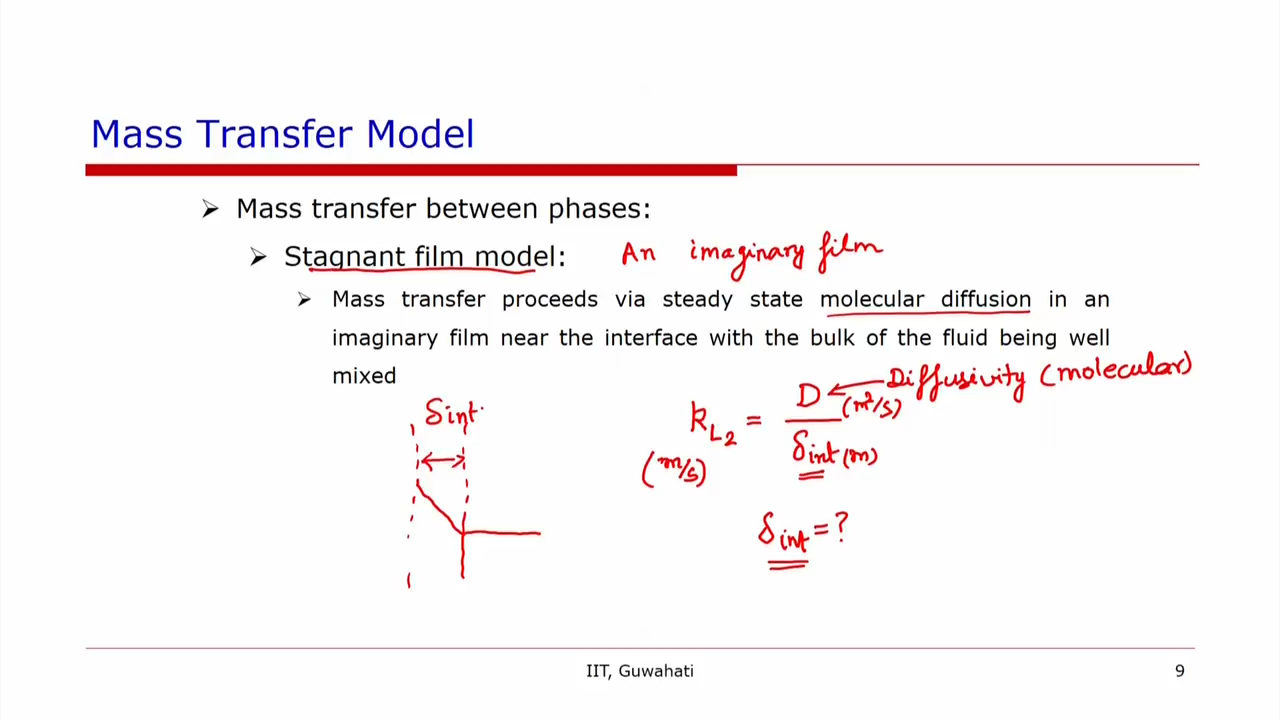 Mass Transfer Model
➢ Mass transfer between phases:
➢ Stagnant film model: An imaginary film
➢ Mass transfer proceeds via steady state molecular diffusion in an
imaginary film near the interface with the bulk of the fluid being well
mixed
δint.
k_L2 = D/δint
D ← Diffusivity (molecular)
(m²/s)
(m)
(m/s)
δint = ?
IIT, Guwahati
9